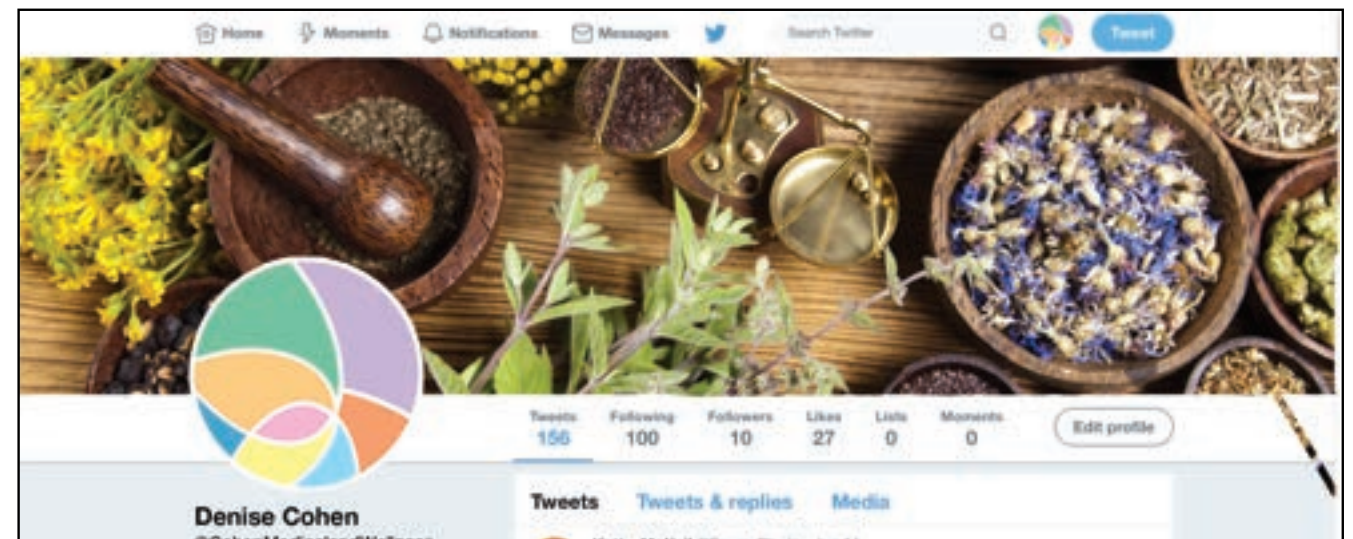 Home Moments Notifications Messages Search Twitter Tweet
Tweets Following Followers Likes Lists Moments
156 100 10 27 0 0 Edit profile
Tweets Tweets & replies Media
Denise Cohen